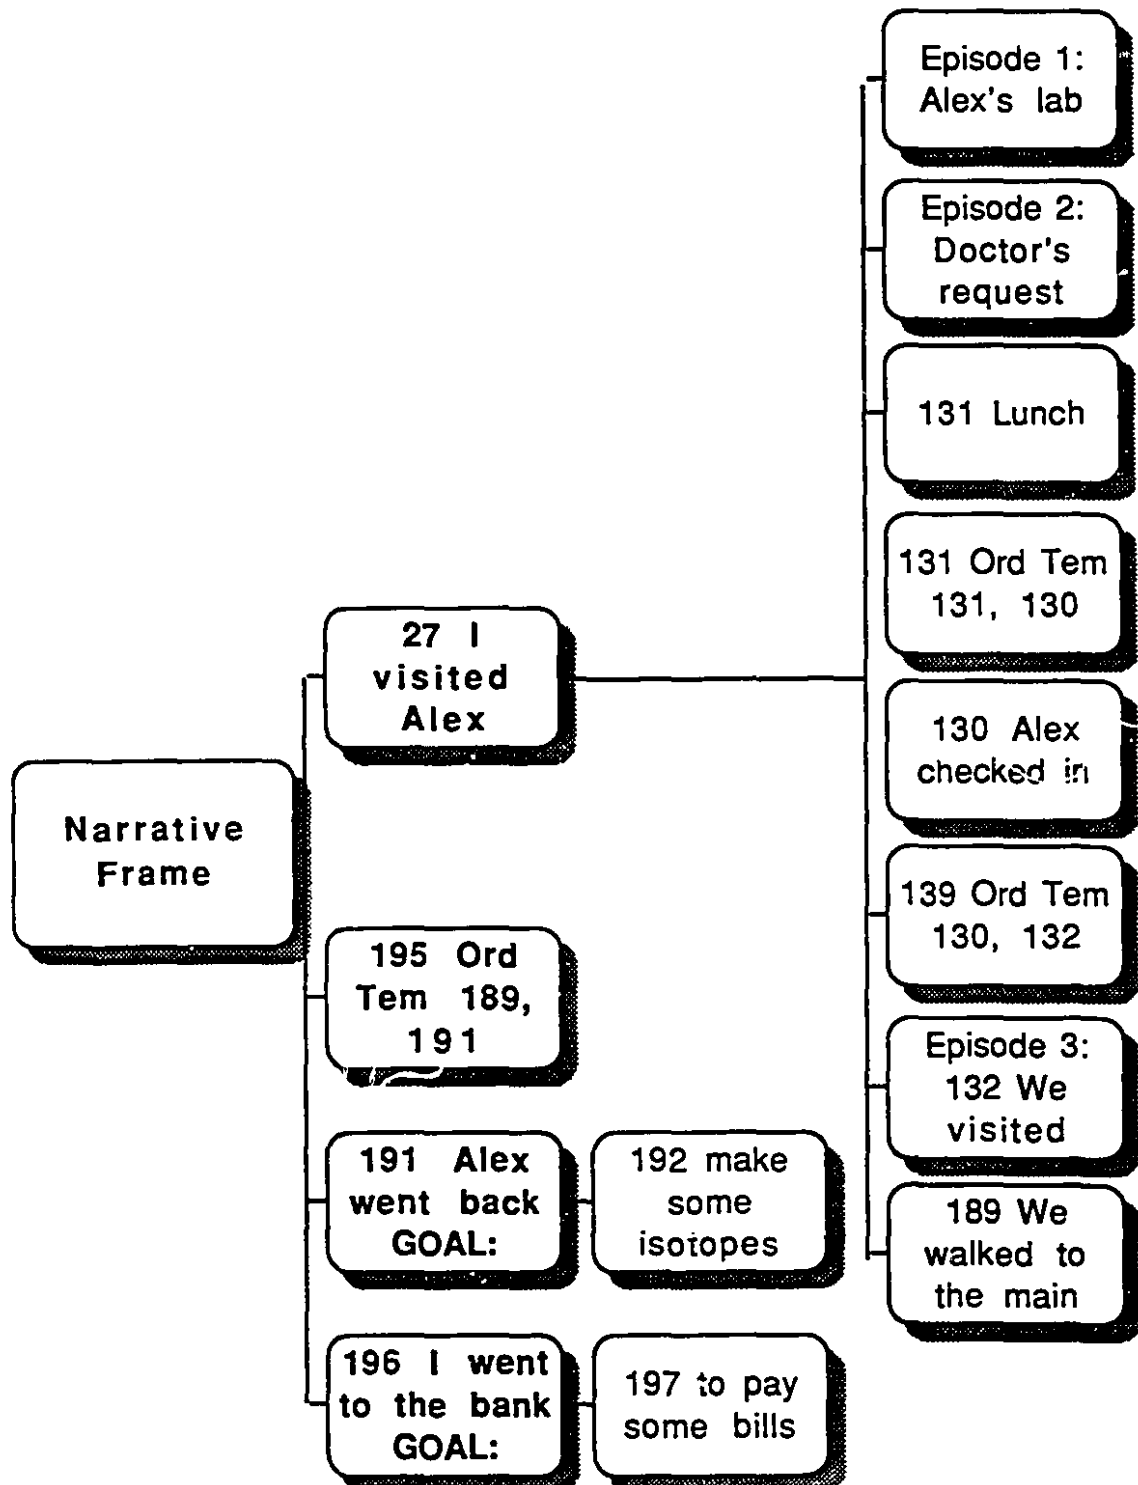 Episode 1:
Alex's lab
Episode 2:
Doctor's
request
131 Lunch
131 Ord Tem
131, 130
27 I
visited
Alex
130 Alex
checked in
Narrative
Frame
139 Ord Tem
130, 132
195 Ord
Tem 189,
191
Episode 3:
132 We
visited
191 Alex
went back
GOAL:
192 make
some
isotopes
189 We
walked to
the main
196 I went
to the bank
GOAL:
197 to pay
some bills